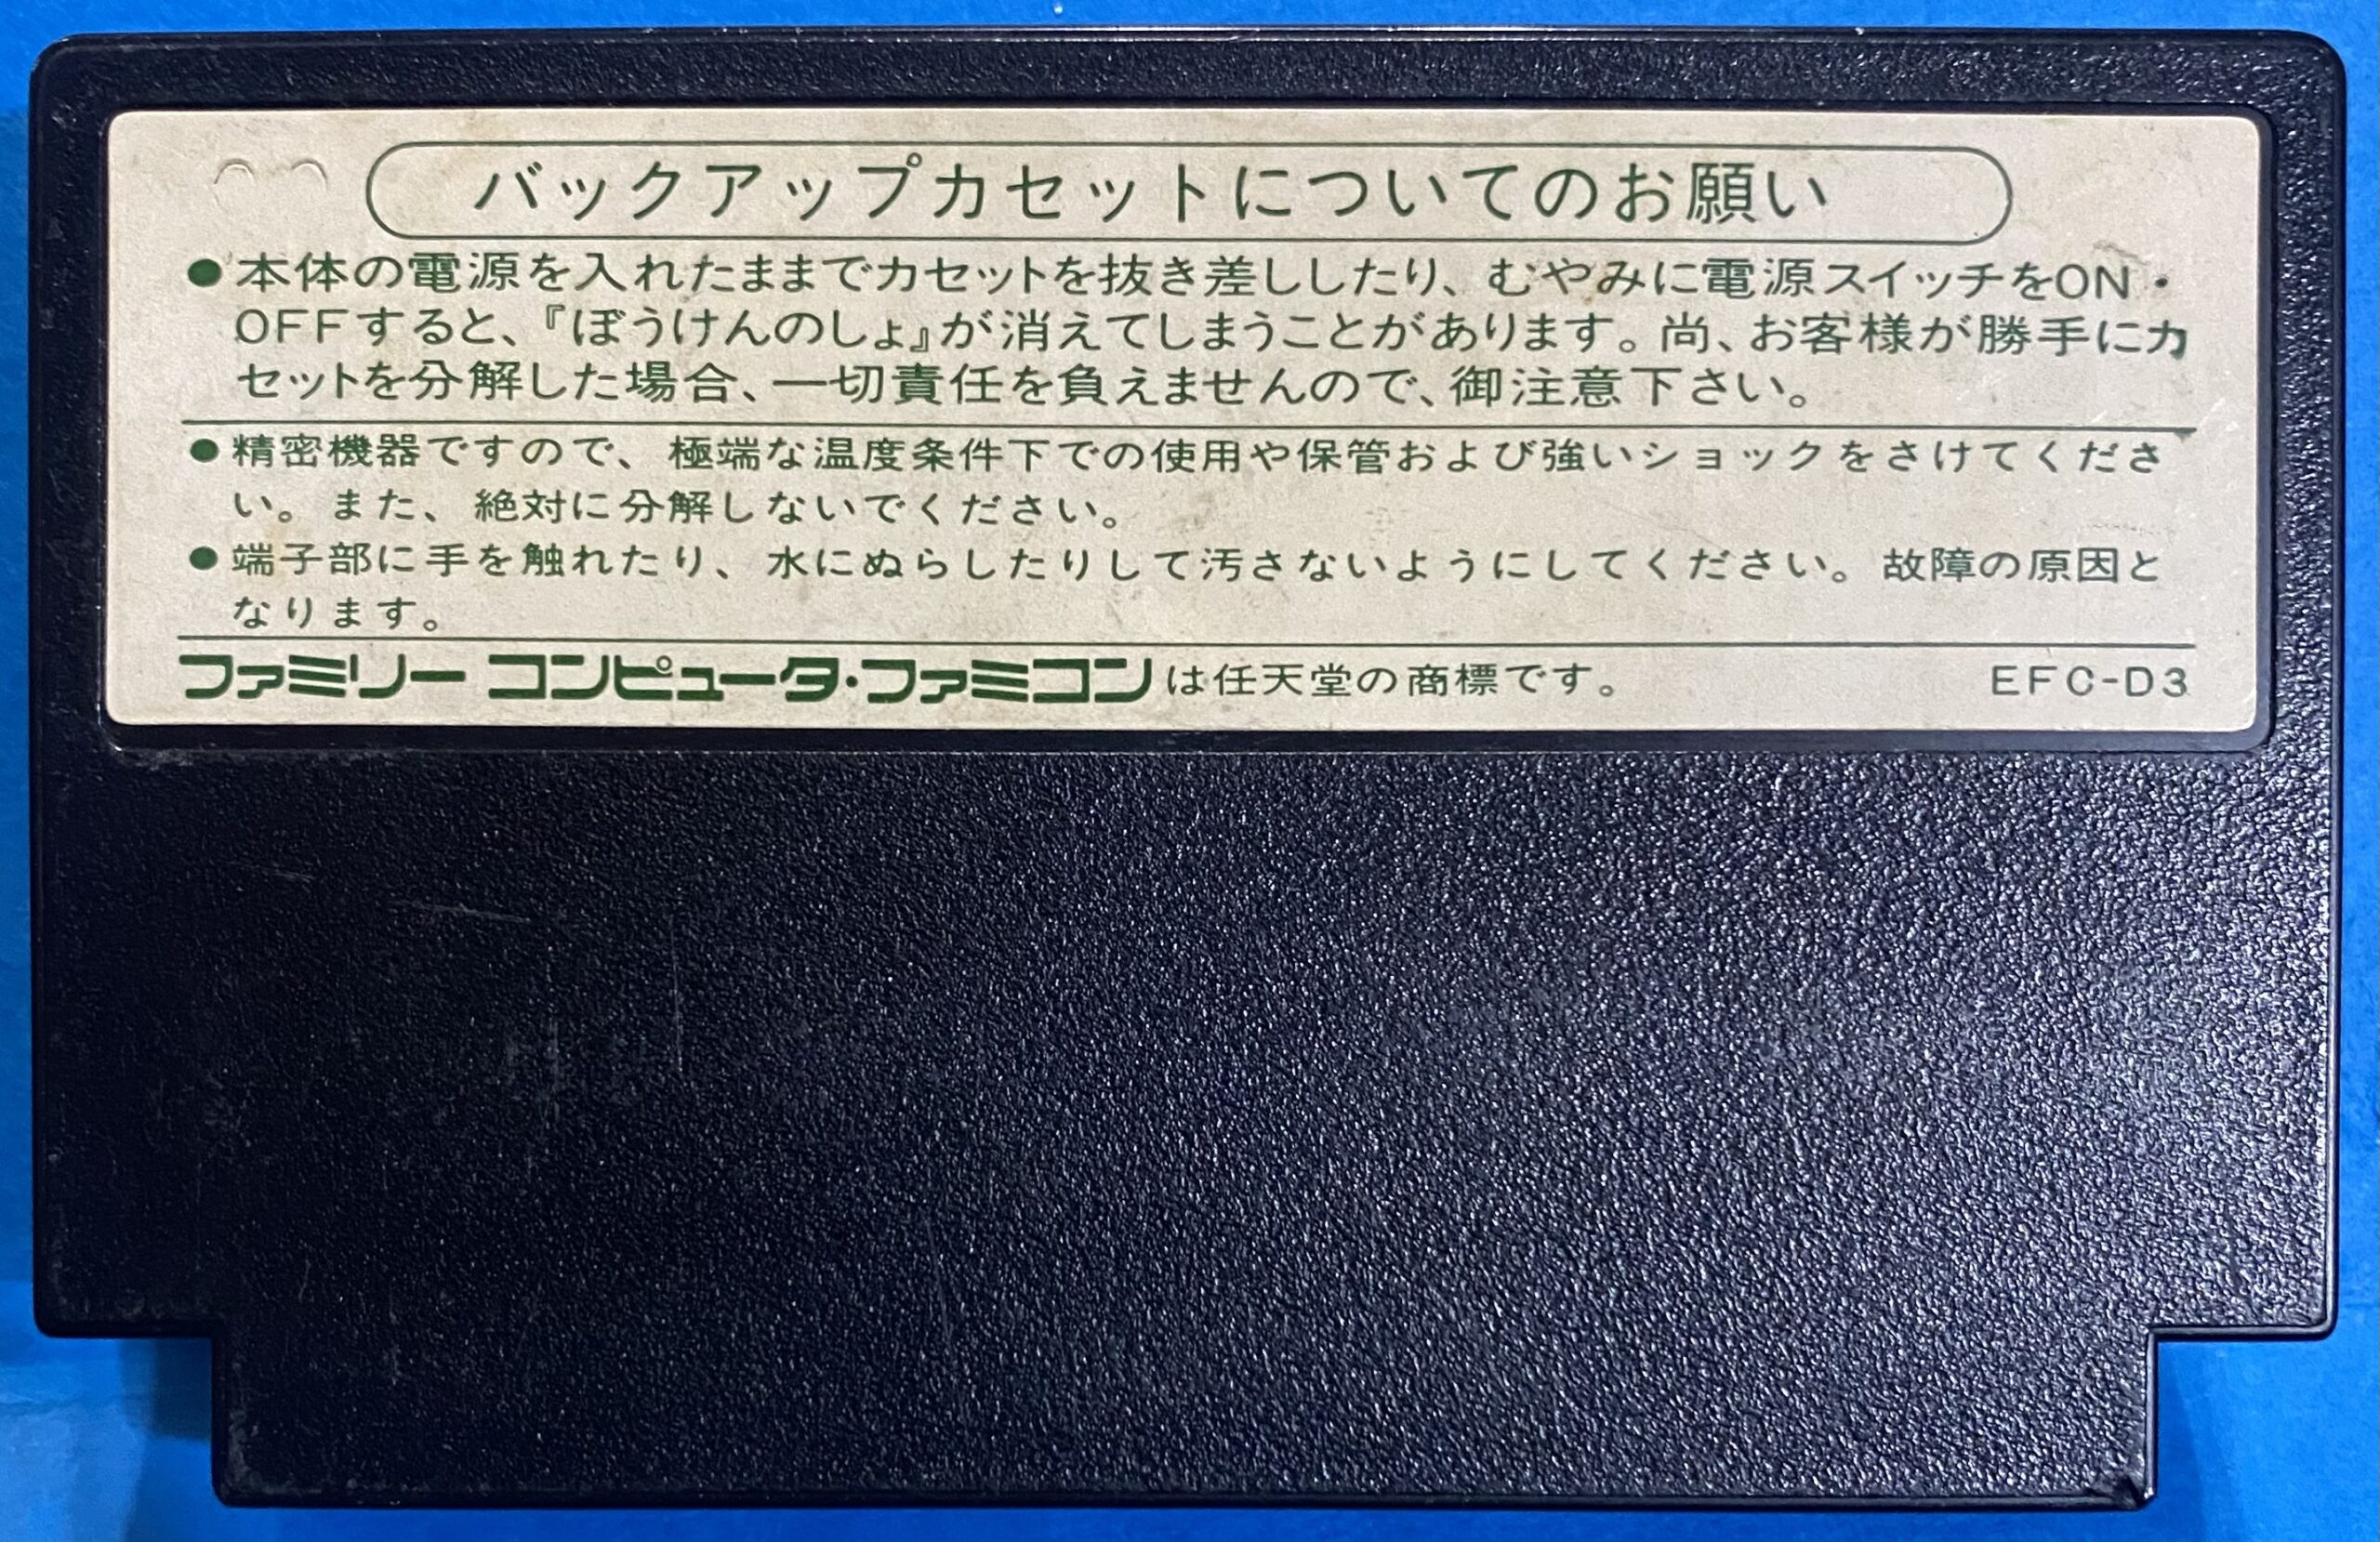 バックアップカセットについてのお願い
●本体の電源を入れたままでカセットを抜き差ししたり、むやみに電源スイッチをON・
OFFすると、『ぼうけんのしょ』が消えてしまうことがあります。尚、お客様が勝手にカ
セットを分解した場合、一切責任を負えませんので、御注意下さい。
●精密機器ですので、極端な温度条件下での使用や保管および強いショックをさけてくださ
い。また、絶対に分解しないでください。
●端子部に手を触れたり、水にぬらしたりして汚さないようにしてください。故障の原因と
なります。
ファミリーコンピュータ・ファミコンは任天堂の商標です。 EFC-D3